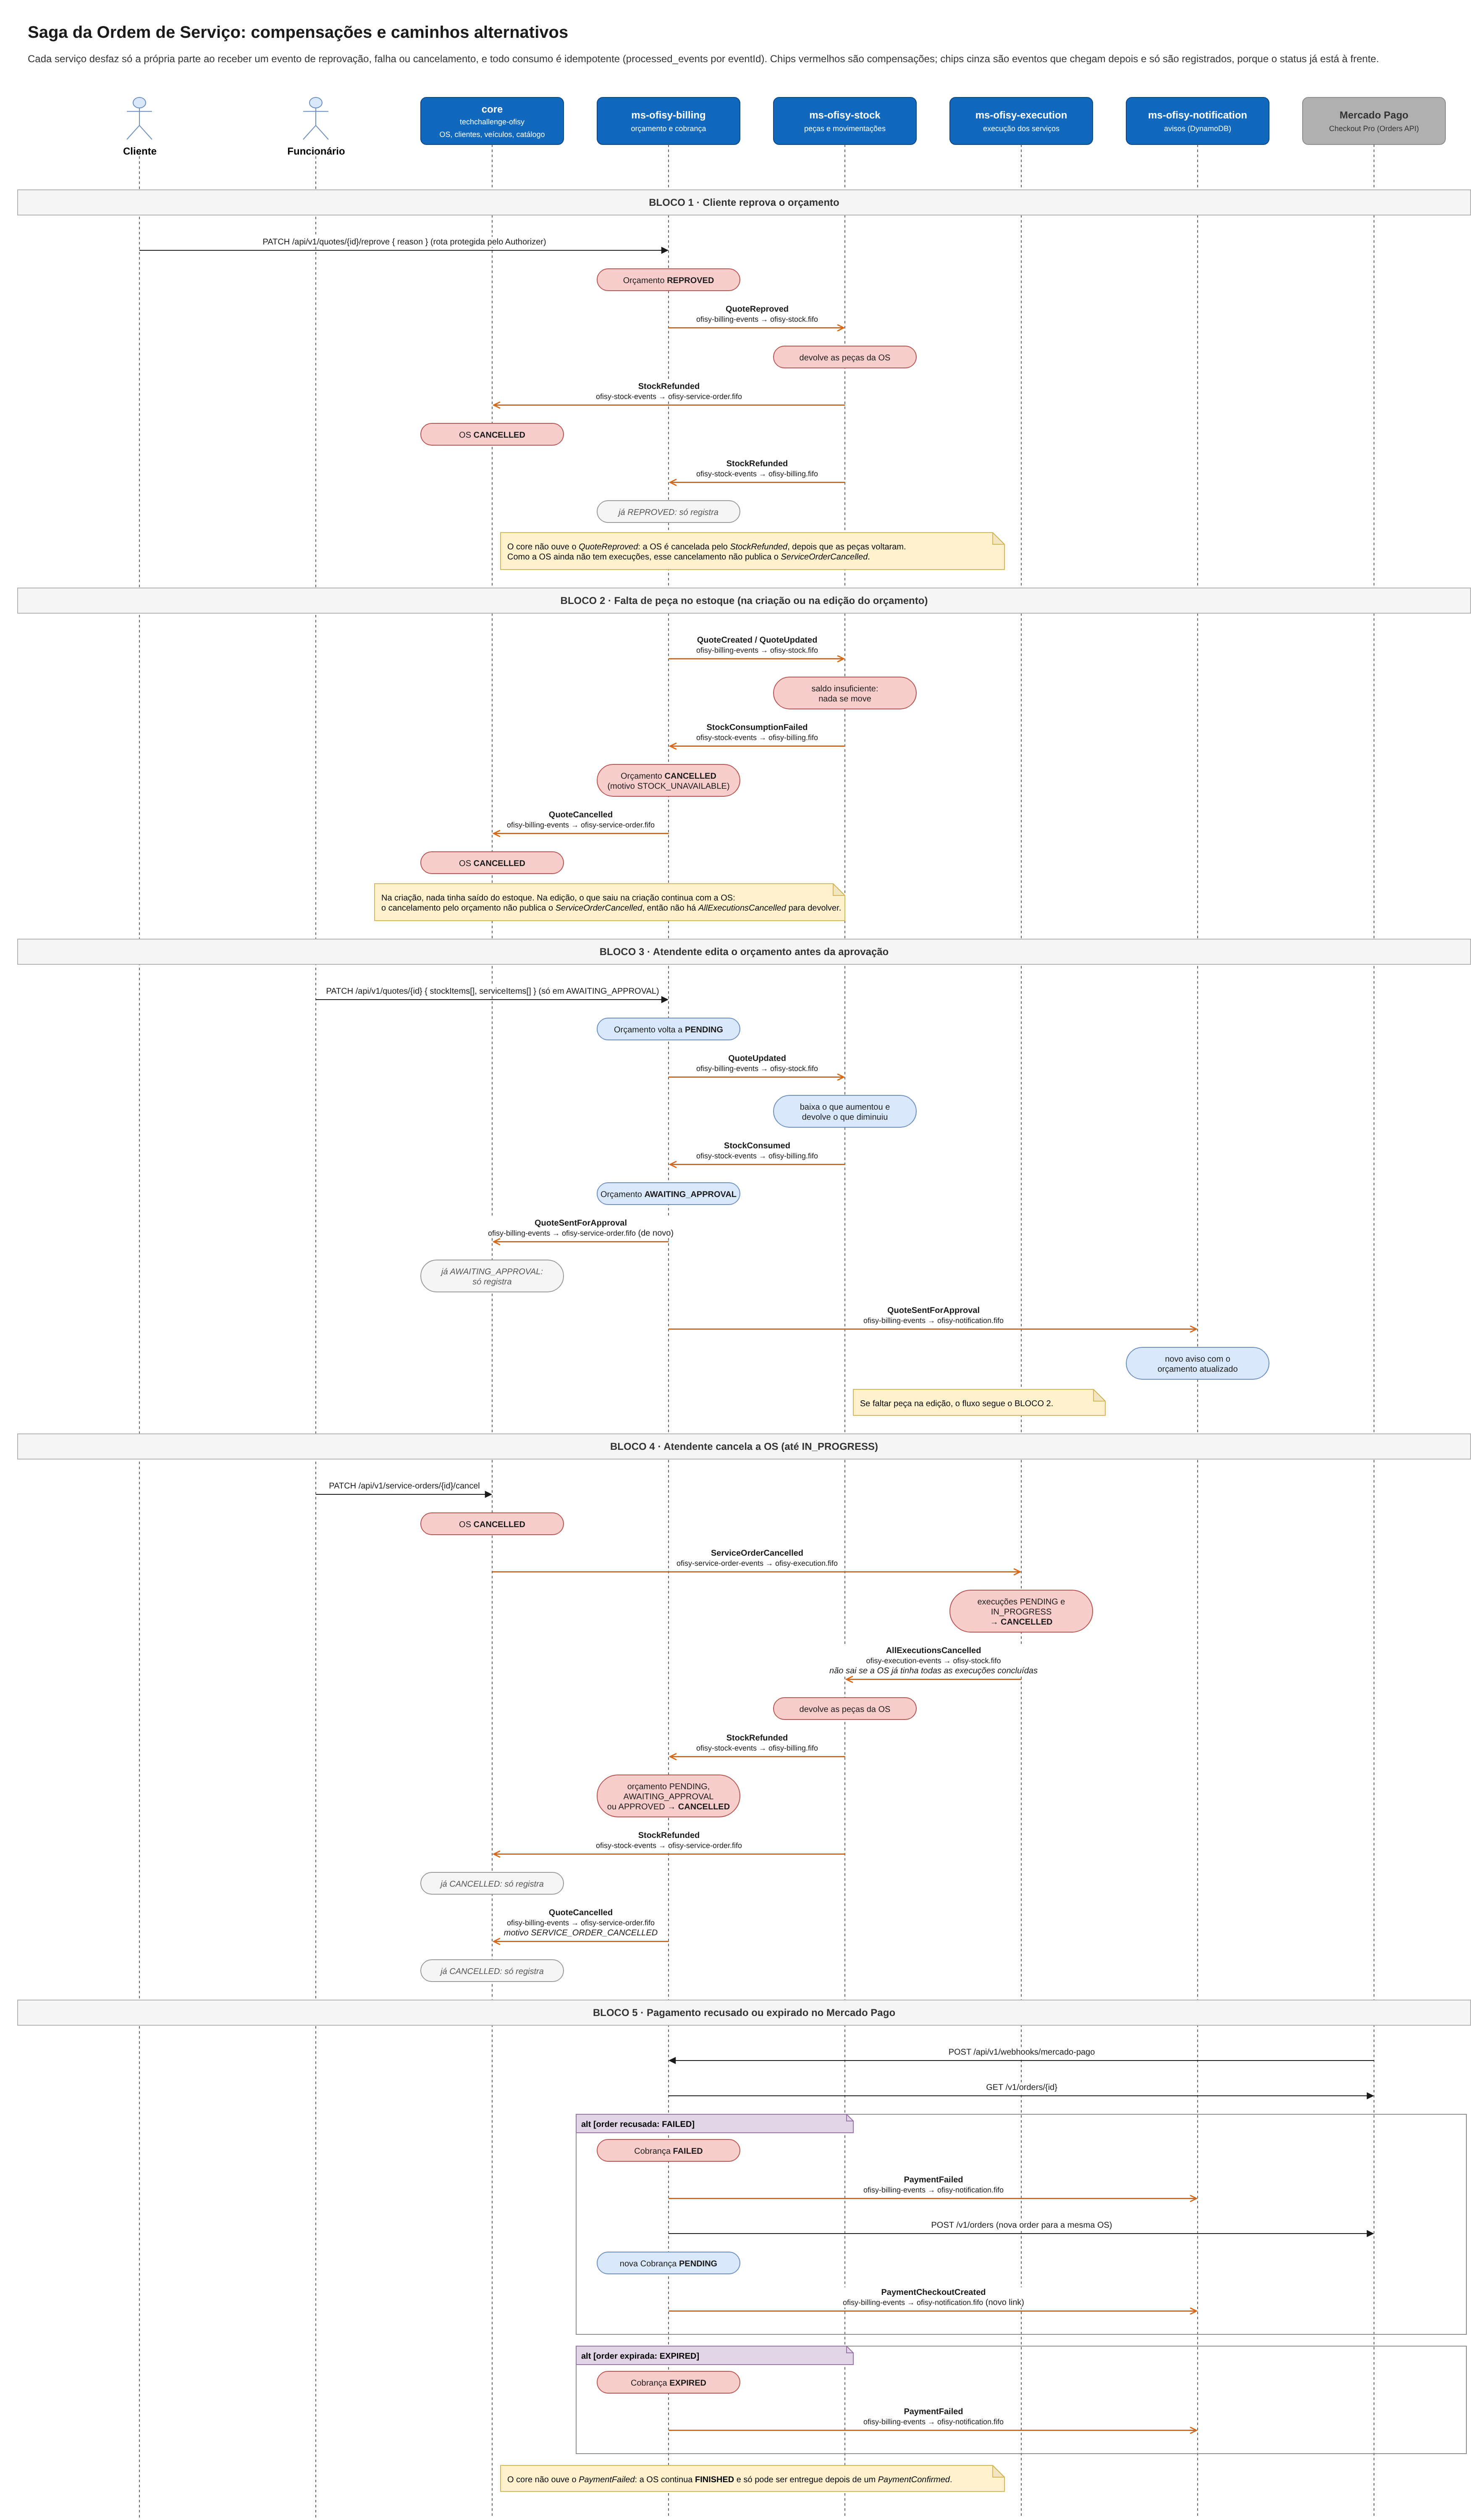 Saga da Ordem de Serviço: compensações e caminhos alternativos
Cada serviço desfaz só a própria parte ao receber um evento de reprovação, falha ou cancelamento, e todo consumo é idempotente (processed_events por eventId). Chips vermelhos são compensações; chips cinza são eventos que chegam depois e só são registrados, porque o status já está à frente.
Cliente
Funcionário
core
techchallenge-ofisy
OS, clientes, veículos, catálogo
ms-ofisy-billing
orçamento e cobrança
ms-ofisy-stock
peças e movimentações
ms-ofisy-execution
execução dos serviços
ms-ofisy-notification
avisos (DynamoDB)
Mercado Pago
Checkout Pro (Orders API)
BLOCO 1 · Cliente reprova o orçamento
PATCH /api/v1/quotes/{id}/reprove { reason } (rota protegida pelo Authorizer)
Orçamento REPROVED
QuoteReproved
ofisy-billing-events → ofisy-stock.fifo
devolve as peças da OS
StockRefunded
ofisy-stock-events → ofisy-service-order.fifo
OS CANCELLED
StockRefunded
ofisy-stock-events → ofisy-billing.fifo
já REPROVED: só registra
O core não ouve o QuoteReproved: a OS é cancelada pelo StockRefunded, depois que as peças voltaram.
Como a OS ainda não tem execuções, esse cancelamento não publica o ServiceOrderCancelled.
BLOCO 2 · Falta de peça no estoque (na criação ou na edição do orçamento)
QuoteCreated / QuoteUpdated
ofisy-billing-events → ofisy-stock.fifo
saldo insuficiente:
nada se move
StockConsumptionFailed
ofisy-stock-events → ofisy-billing.fifo
Orçamento CANCELLED
(motivo STOCK_UNAVAILABLE)
QuoteCancelled
ofisy-billing-events → ofisy-service-order.fifo
OS CANCELLED
Na criação, nada tinha saído do estoque. Na edição, o que saiu na criação continua com a OS:
o cancelamento pelo orçamento não publica o ServiceOrderCancelled, então não há AllExecutionsCancelled para devolver.
BLOCO 3 · Atendente edita o orçamento antes da aprovação
PATCH /api/v1/quotes/{id} { stockItems[], serviceItems[] } (só em AWAITING_APPROVAL)
Orçamento volta a PENDING
QuoteUpdated
ofisy-billing-events → ofisy-stock.fifo
baixa o que aumentou e
devolve o que diminuiu
StockConsumed
ofisy-stock-events → ofisy-billing.fifo
Orçamento AWAITING_APPROVAL
QuoteSentForApproval
ofisy-billing-events → ofisy-service-order.fifo (de novo)
já AWAITING_APPROVAL:
só registra
QuoteSentForApproval
ofisy-billing-events → ofisy-notification.fifo
novo aviso com o
orçamento atualizado
Se faltar peça na edição, o fluxo segue o BLOCO 2.
BLOCO 4 · Atendente cancela a OS (até IN_PROGRESS)
PATCH /api/v1/service-orders/{id}/cancel
OS CANCELLED
ServiceOrderCancelled
ofisy-service-order-events → ofisy-execution.fifo
execuções PENDING e
IN_PROGRESS
→ CANCELLED
AllExecutionsCancelled
ofisy-execution-events → ofisy-stock.fifo
não sai se a OS já tinha todas as execuções concluídas
devolve as peças da OS
StockRefunded
ofisy-stock-events → ofisy-billing.fifo
orçamento PENDING,
AWAITING_APPROVAL
ou APPROVED → CANCELLED
StockRefunded
ofisy-stock-events → ofisy-service-order.fifo
já CANCELLED: só registra
QuoteCancelled
ofisy-billing-events → ofisy-service-order.fifo
motivo SERVICE_ORDER_CANCELLED
já CANCELLED: só registra
BLOCO 5 · Pagamento recusado ou expirado no Mercado Pago
POST /api/v1/webhooks/mercado-pago
GET /v1/orders/{id}
alt [order recusada: FAILED]
Cobrança FAILED
PaymentFailed
ofisy-billing-events → ofisy-notification.fifo
POST /v1/orders (nova order para a mesma OS)
nova Cobrança PENDING
PaymentCheckoutCreated
ofisy-billing-events → ofisy-notification.fifo (novo link)
alt [order expirada: EXPIRED]
Cobrança EXPIRED
PaymentFailed
ofisy-billing-events → ofisy-notification.fifo
O core não ouve o PaymentFailed: a OS continua FINISHED e só pode ser entregue depois de um PaymentConfirmed.